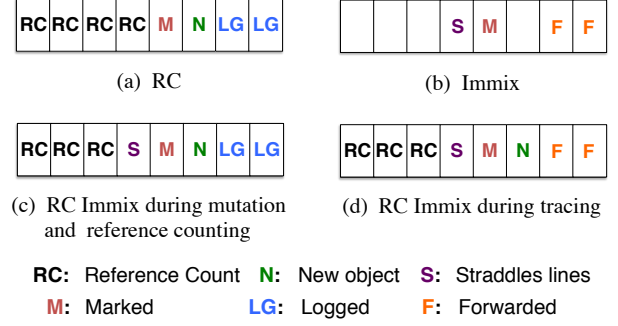 RC RC RC RC M N LG LG
S M F F
(a) RC
(b) Immix
RC RC RC S M N LG LG
RC RC RC S M N F F
(c) RC Immix during mutation
and reference counting
(d) RC Immix during tracing
RC: Reference Count N: New object S: Straddles lines
M: Marked LG: Logged F: Forwarded